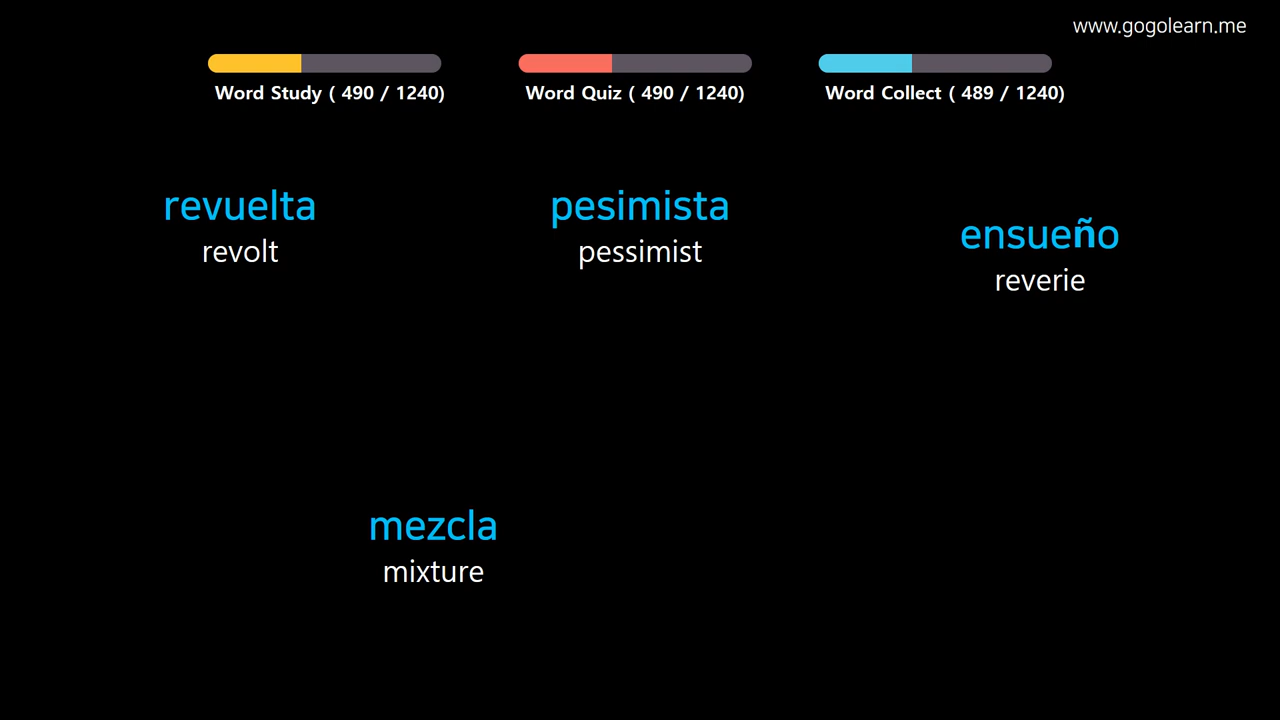 www.gogolearn.me
Word Study ( 490 / 1240)
Word Quiz ( 490 / 1240)
Word Collect ( 489 / 1240)
revuelta
revolt
pesimista
pessimist
ensueño
reverie
mezcla
mixture